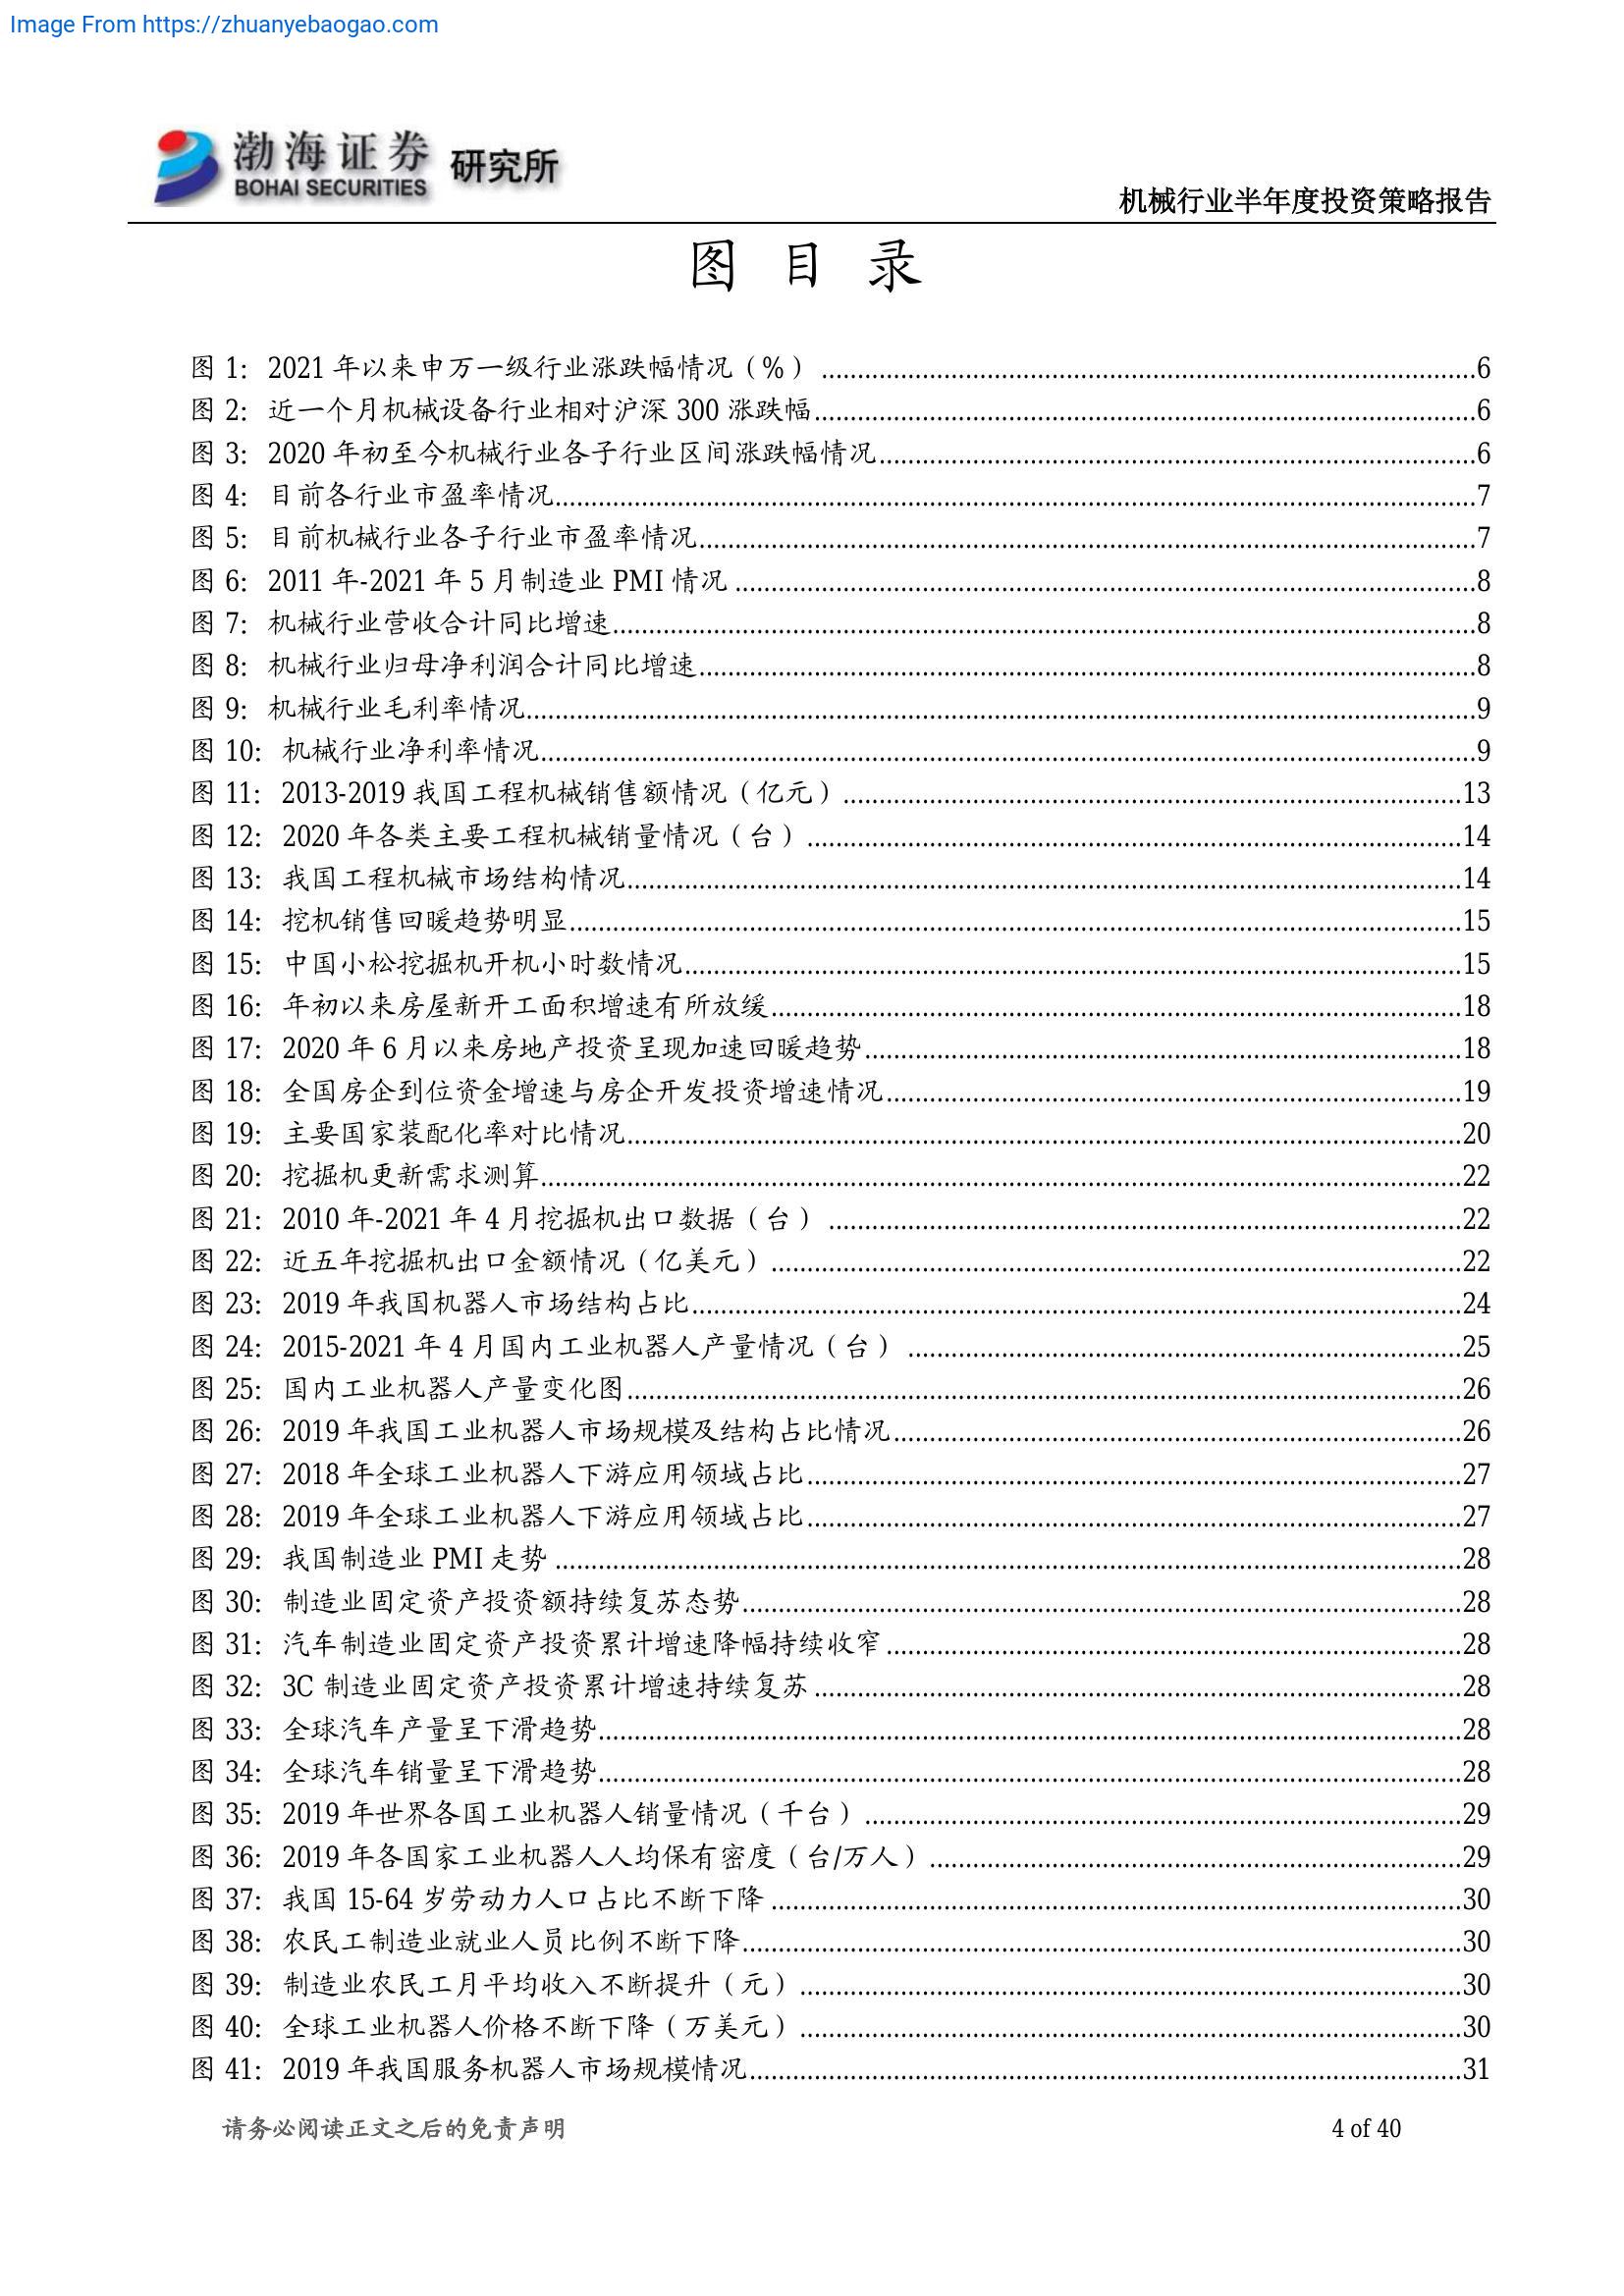 Image From https://zhuanyebaogao.com
渤海证券 研究所
BOHAI SECURITIES
机械行业半年度投资策略报告
图 目 录
图 1: 2021 年以来申万一级行业涨跌幅情况（%）......6
图 2: 近一个月机械设备行业相对沪深 300 涨跌幅......6
图 3: 2020 年初至今机械行业各子行业区间涨跌幅情况......6
图 4: 目前各行业市盈率情况......7
图 5: 目前机械行业各子行业市盈率情况......7
图 6: 2011 年-2021 年 5 月制造业 PMI 情况......8
图 7: 机械行业营收合计同比增速......8
图 8: 机械行业归母净利润合计同比增速......8
图 9: 机械行业毛利率情况......9
图 10: 机械行业净利率情况......9
图 11: 2013-2019 我国工程机械销售额情况（亿元）......13
图 12: 2020 年各类主要工程机械销量情况（台）......14
图 13: 我国工程机械市场结构情况......14
图 14: 挖机销售回暖趋势明显......15
图 15: 中国小松挖掘机开机小时数情况......15
图 16: 年初以来房屋新开工面积增速有所放缓......18
图 17: 2020 年 6 月以来房地产投资呈现加速回暖趋势......18
图 18: 全国房企到位资金增速与房企开发投资增速情况......19
图 19: 主要国家装配化率对比情况......20
图 20: 挖掘机更新需求测算......22
图 21: 2010 年-2021 年 4 月挖掘机出口数据（台）......22
图 22: 近五年挖掘机出口金额情况（亿美元）......22
图 23: 2019 年我国机器人市场结构占比......24
图 24: 2015-2021 年 4 月国内工业机器人产量情况（台）......25
图 25: 国内工业机器人产量变化图......26
图 26: 2019 年我国工业机器人市场规模及结构占比情况......26
图 27: 2018 年全球工业机器人下游应用领域占比......27
图 28: 2019 年全球工业机器人下游应用领域占比......27
图 29: 我国制造业 PMI 走势......28
图 30: 制造业固定资产投资额持续复苏态势......28
图 31: 汽车制造业固定资产投资累计增速降幅持续收窄......28
图 32: 3C 制造业固定资产投资累计增速持续复苏......28
图 33: 全球汽车产量呈下滑趋势......28
图 34: 全球汽车销量呈下滑趋势......28
图 35: 2019 年世界各国工业机器人销量情况（千台）......29
图 36: 2019 年各国家工业机器人人均保有密度（台/万人）......29
图 37: 我国 15-64 岁劳动力人口占比不断下降......30
图 38: 农民工制造业就业人员比例不断下降......30
图 39: 制造业农民工月平均收入不断提升（元）......30
图 40: 全球工业机器人价格不断下降（万美元）......30
图 41: 2019 年我国服务机器人市场规模情况......31
请务必阅读正文之后的免责声明
4 of 40